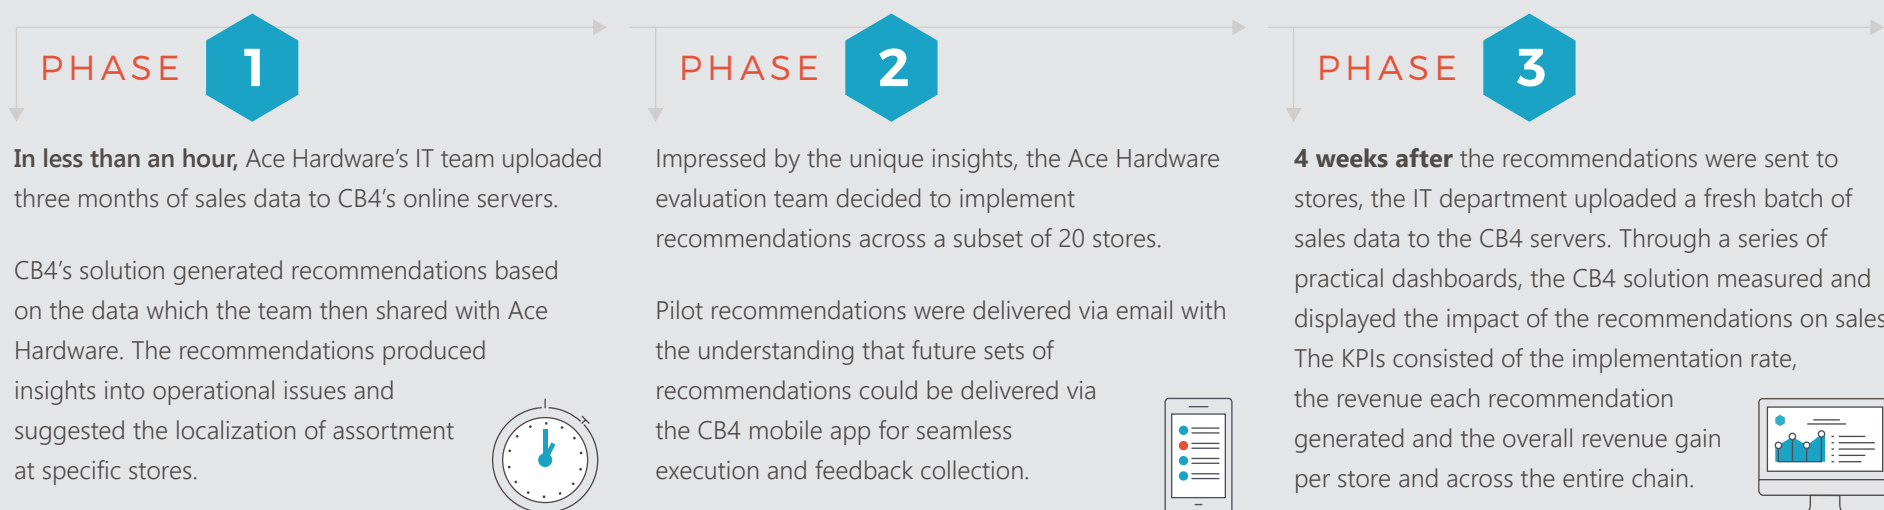 PHASE 1
In less than an hour, Ace Hardware’s IT team uploaded
three months of sales data to CB4’s online servers.
CB4’s solution generated recommendations based
on the data which the team then shared with Ace
Hardware. The recommendations produced
insights into operational issues and
suggested the localization of assortment
at specific stores.
PHASE 2
Impressed by the unique insights, the Ace Hardware
evaluation team decided to implement
recommendations across a subset of 20 stores.
Pilot recommendations were delivered via email with
the understanding that future sets of
recommendations could be delivered via
the CB4 mobile app for seamless
execution and feedback collection.
PHASE 3
4 weeks after the recommendations were sent to
stores, the IT department uploaded a fresh batch of
sales data to the CB4 servers. Through a series of
practical dashboards, the CB4 solution measured and
displayed the impact of the recommendations on sales
The KPIs consisted of the implementation rate,
the revenue each recommendation
generated and the overall revenue gain
per store and across the entire chain.